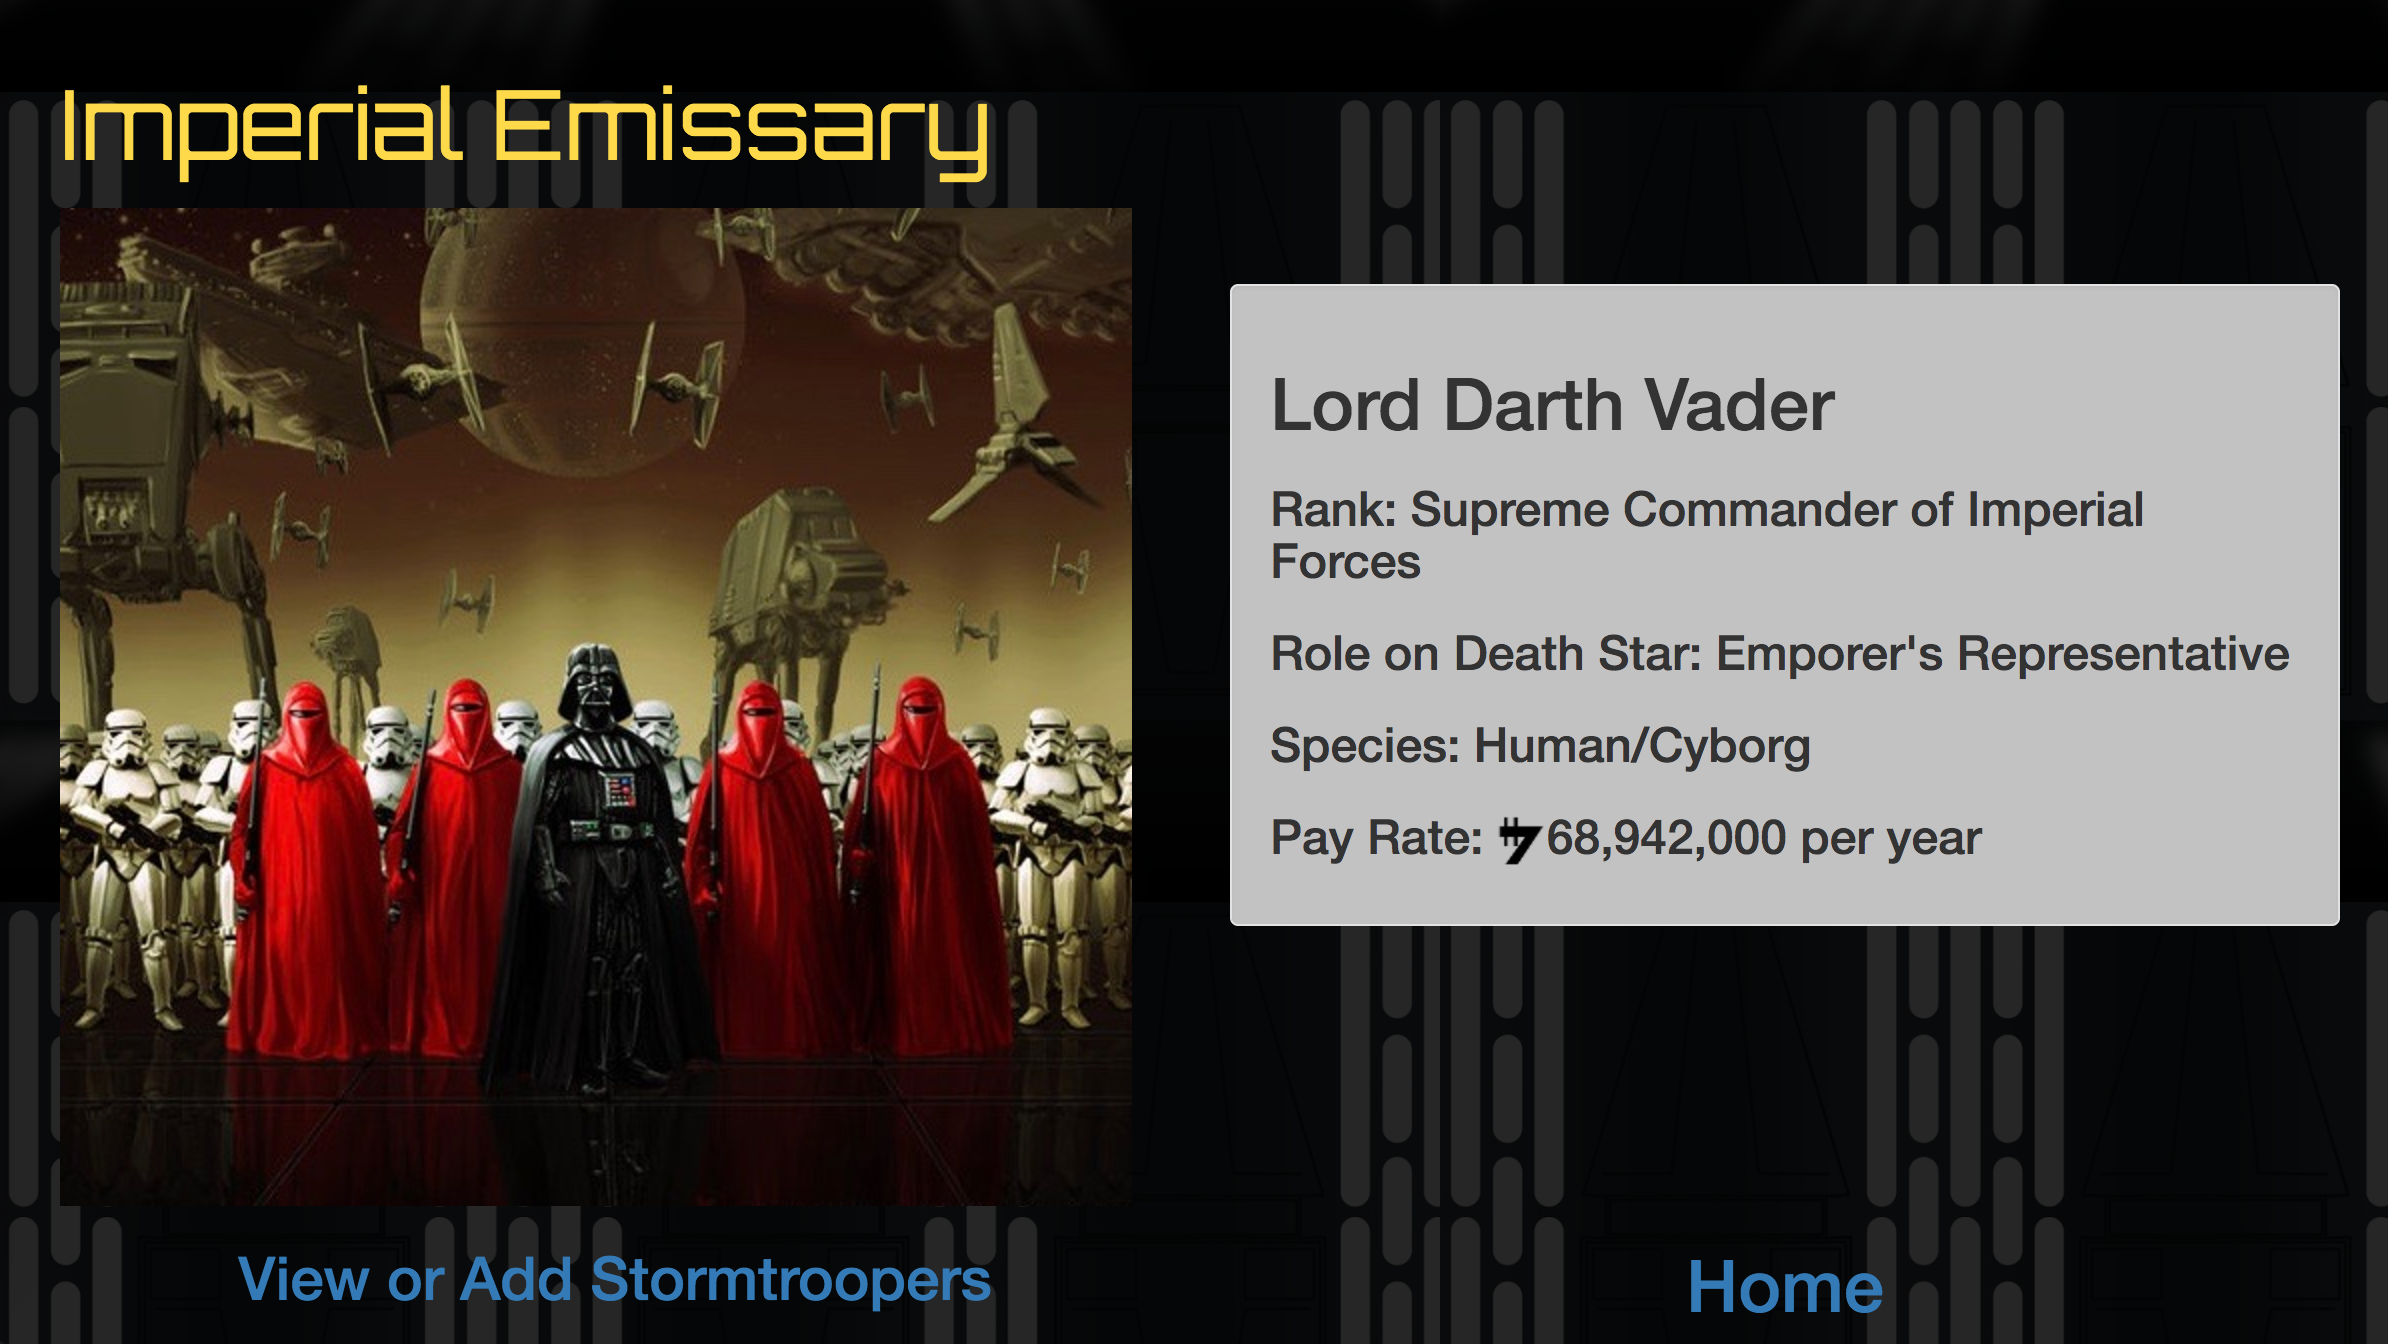 Imperial Emissary
Lord Darth Vader
Rank: Supreme Commander of Imperial
Forces
Role on Death Star: Emporer's Representative
Species: Human/Cyborg
Pay Rate: 68,942,000 per year
View or Add Stormtroopers
Home